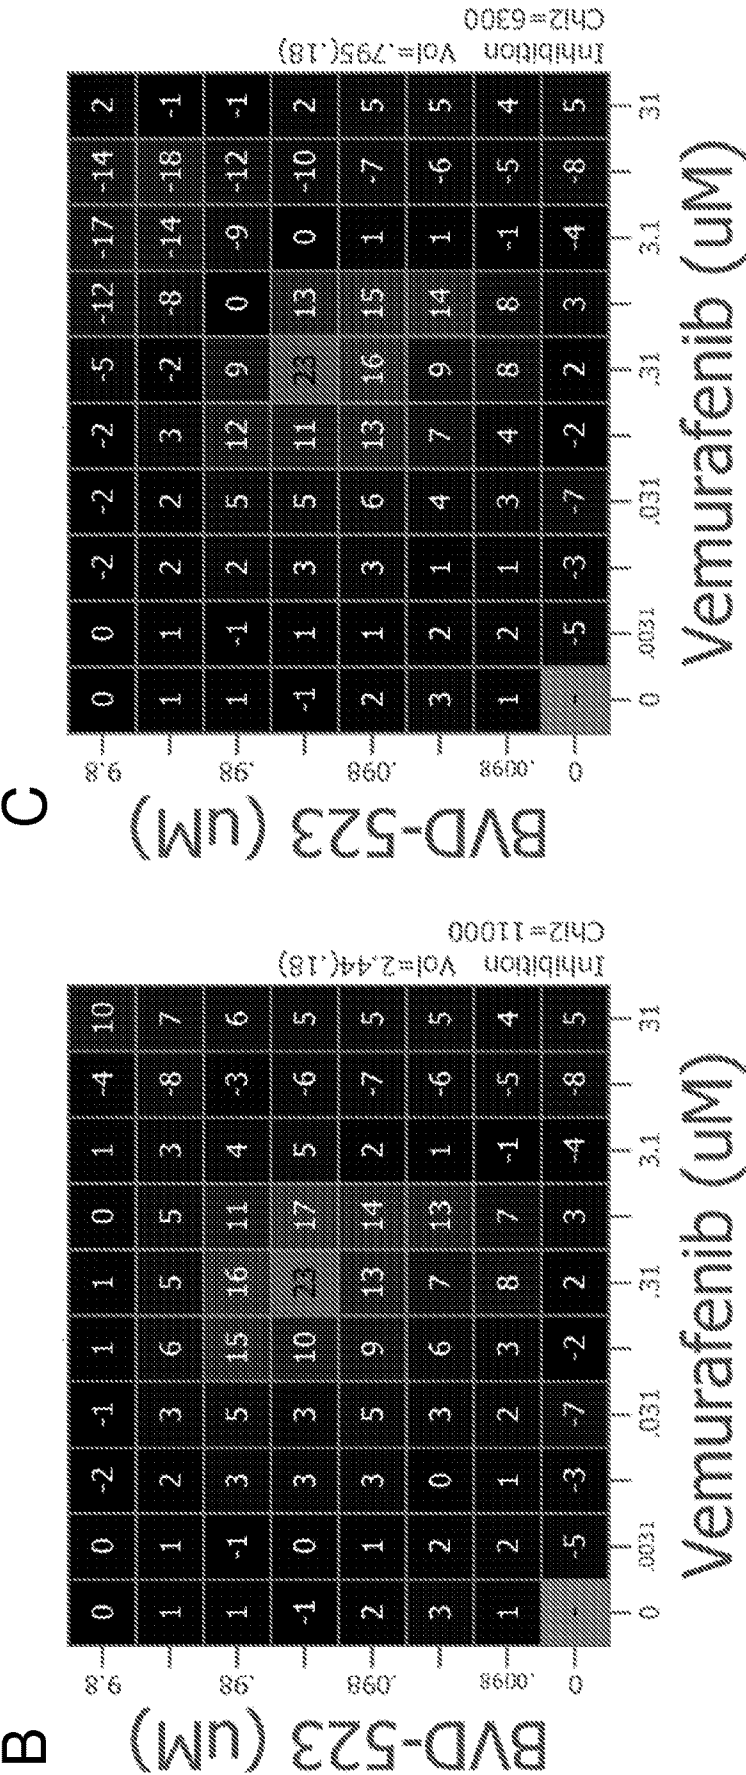 B
BVD-523 (uM)
9.8 0 0 -2 -1 1 1 0 1 -4 10
1 1 2 3 6 5 5 3 -8 7
.98 1 -1 3 5 15 16 11 4 -3 6
-1 0 3 3 10 23 17 5 -6 5
.098 2 1 3 5 9 13 14 2 -7 5
3 2 0 3 6 7 13 1 -6 5
.0098 1 2 1 2 3 8 7 -1 -5 4
0 - -5 -3 -7 -2 2 3 -4 -8 5
0 .0031 .031 .31 3.1 31
Vemurafenib (uM)
Inhibition Vol=2.44(.18)
Chi2=11000
C
BVD-523 (uM)
9.8 0 0 -2 -2 -2 -5 -12 -17 -14 2
1 1 2 2 3 -2 -8 -14 -18 -1
.98 1 -1 2 5 12 9 0 -9 -12 -1
-1 1 3 5 11 23 13 0 -10 2
.098 2 1 3 6 13 16 15 1 -7 5
3 2 1 4 7 9 14 1 -6 5
.0098 1 2 1 3 4 8 8 -1 -5 4
0 - -5 -3 -7 -2 2 3 -4 -8 5
0 .0031 .031 .31 3.1 31
Vemurafenib (uM)
Inhibition Vol=.795(.18)
Chi2=6300